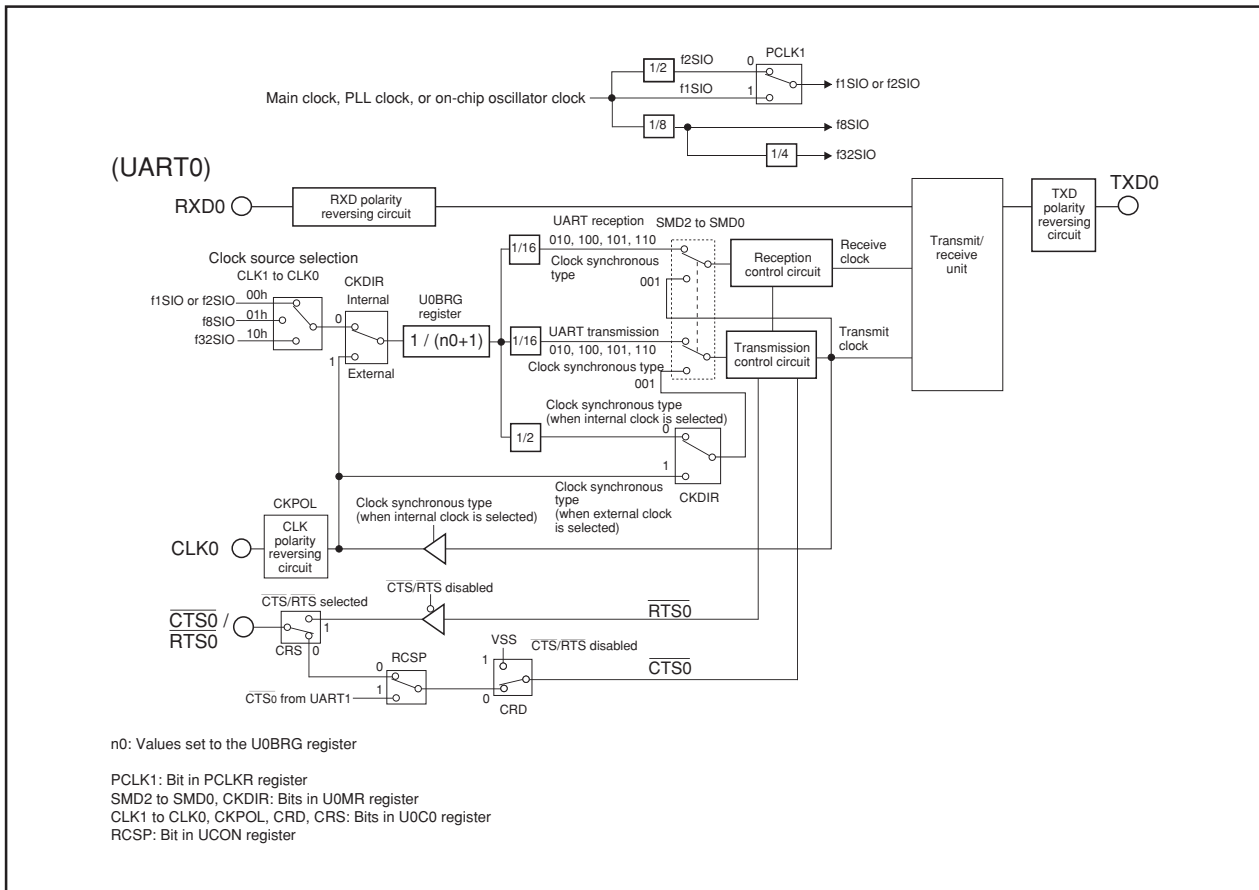 PCLK1
1/2
f2SIO
0
f1SIO or f2SIO
Main clock, PLL clock, or on-chip oscillator clock
f1SIO
1
1/8
f8SIO
1/4
f32SIO
(UART0)
RXD0
RXD polarity
reversing circuit
TXD0
TXD
polarity
reversing
circuit
Transmit/
receive
unit
UART reception
SMD2 to SMD0
1/16
010, 100, 101, 110
Clock synchronous
type
001
Reception
control circuit
Receive
clock
Clock source selection
CLK1 to CLK0
f1SIO or f2SIO
00h
f8SIO
01h
f32SIO
10h
CKDIR
Internal
0
1
External
U0BRG
register
1 / (n0+1)
1/16
UART transmission
010, 100, 101, 110
Clock synchronous type
001
Transmission
control circuit
Transmit
clock
Clock synchronous type
(when internal clock is selected)
1/2
0
1
CKDIR
Clock synchronous
type
(when external clock
is selected)
CKPOL
CLK0
CLK
polarity
reversing
circuit
Clock synchronous type
(when internal clock is selected)
CTS/RTS disabled
CTS/RTS selected
CTS0 /
RTS0
1
CRS
0
RTS0
VSS
CTS/RTS disabled
RCSP
0
1
1
CTS0
CTS0 from UART1
0
CRD
n0: Values set to the U0BRG register
PCLK1: Bit in PCLKR register
SMD2 to SMD0, CKDIR: Bits in U0MR register
CLK1 to CLK0, CKPOL, CRD, CRS: Bits in U0C0 register
RCSP: Bit in UCON register